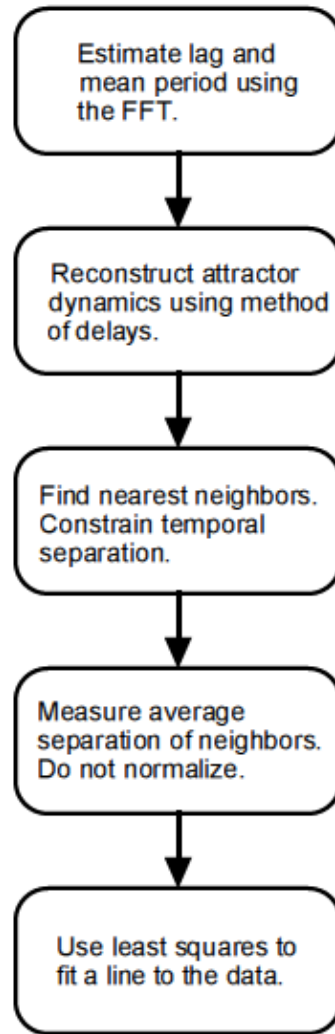 Estimate lag and
mean period using
the FFT.
Reconstruct attractor
dynamics using method
of delays.
Find nearest neighbors.
Constrain temporal
separation.
Measure average
separation of neighbors.
Do not normalize.
Use least squares to
fit a line to the data.